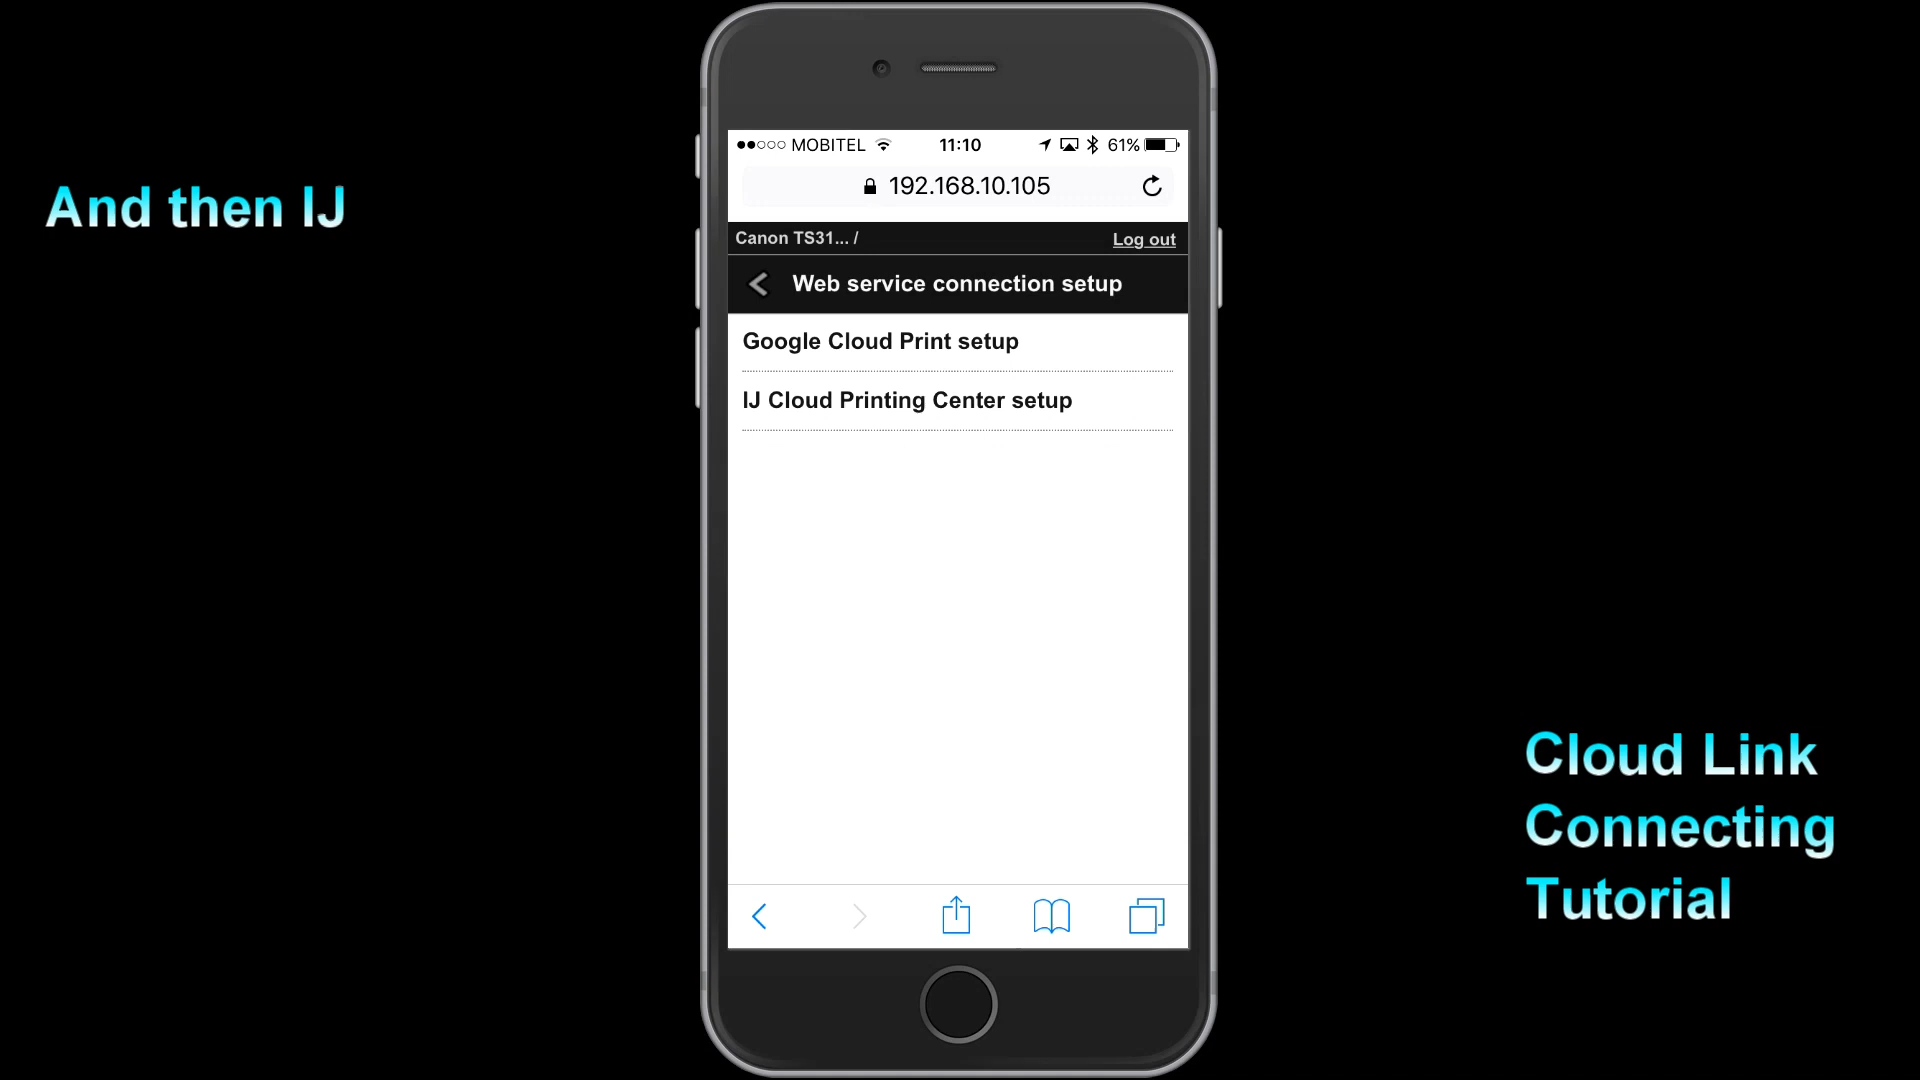 And then IJ
MOBITEL 11:10 61%
192.168.10.105
Canon TS31... / Log out
Web service connection setup
Google Cloud Print setup
IJ Cloud Printing Center setup
Cloud Link
Connecting
Tutorial